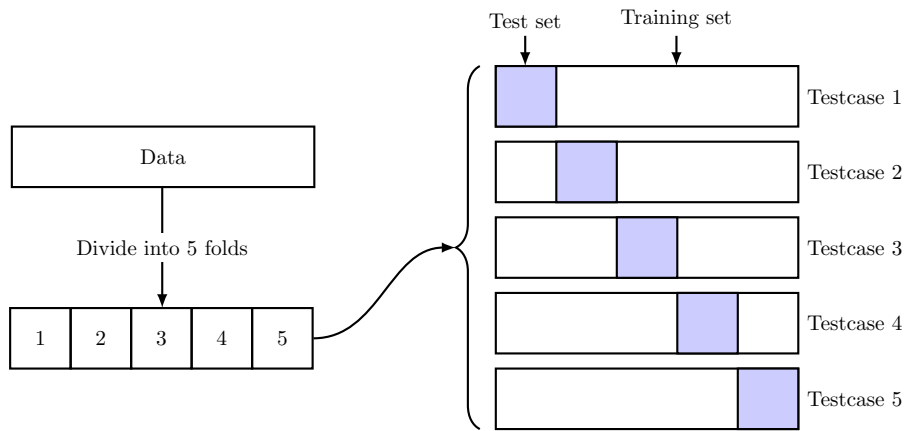 Test set
Training set
Testcase 1
Data
Testcase 2
Divide into 5 folds
Testcase 3
1 2 3 4 5
Testcase 4
Testcase 5